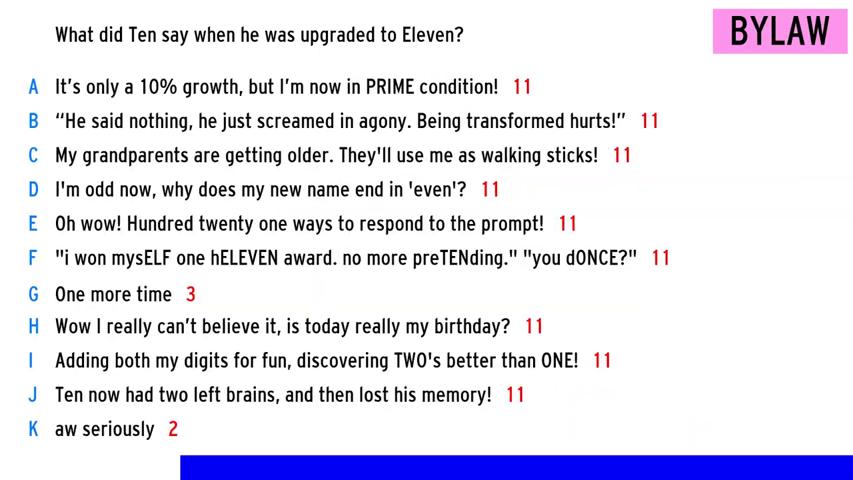 What did Ten say when he was upgraded to Eleven?
BYLAW
A It's only a 10% growth, but I'm now in PRIME condition! 11
B “He said nothing, he just screamed in agony. Being transformed hurts!” 11
C My grandparents are getting older. They'll use me as walking sticks! 11
D I'm odd now, why does my new name end in 'even'? 11
E Oh wow! Hundred twenty one ways to respond to the prompt! 11
F "i won mysELF one hELEVEN award. no more preTENding." "you dONCE?" 11
G One more time 3
H Wow I really can't believe it, is today really my birthday? 11
I Adding both my digits for fun, discovering TWO's better than ONE! 11
J Ten now had two left brains, and then lost his memory! 11
K aw seriously 2